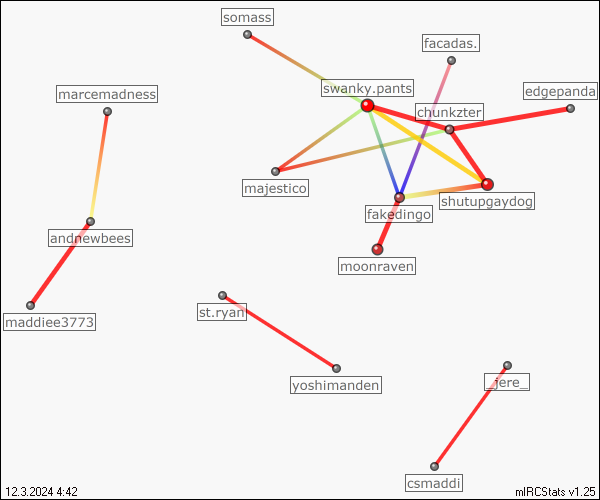 somass
facadas.
swanky.pants
marcemadness
edgepanda
chunkzter
majestico
shutupgaydog
fakedingo
andnewbees
moonraven
st.ryan
maddiee3773
yoshimanden
_jere_
csmaddi
12.3.2024 4:42
mIRCStats v1.25